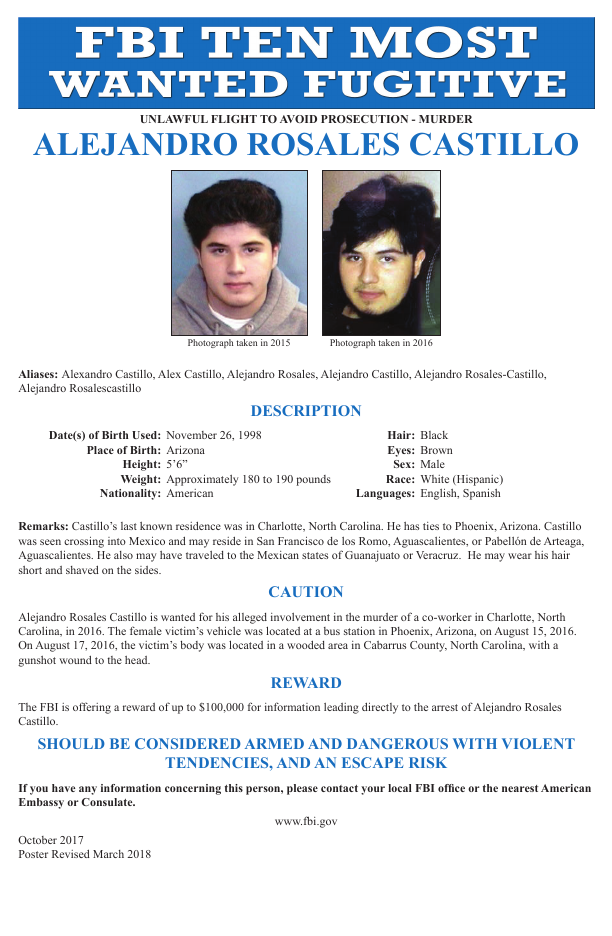 FBI TEN MOST
WANTED FUGITIVE
UNLAWFUL FLIGHT TO AVOID PROSECUTION - MURDER
ALEJANDRO ROSALES CASTILLO
Photograph taken in 2015
Photograph taken in 2016
Aliases: Alexandro Castillo, Alex Castillo, Alejandro Rosales, Alejandro Castillo, Alejandro Rosales-Castillo,
Alejandro Rosalescastillo
DESCRIPTION
Date(s) of Birth Used: November 26, 1998
Place of Birth: Arizona
Height: 5’6”
Weight: Approximately 180 to 190 pounds
Nationality: American
Hair: Black
Eyes: Brown
Sex: Male
Race: White (Hispanic)
Languages: English, Spanish
Remarks: Castillo’s last known residence was in Charlotte, North Carolina. He has ties to Phoenix, Arizona. Castillo
was seen crossing into Mexico and may reside in San Francisco de los Romo, Aguascalientes, or Pabellón de Arteaga,
Aguascalientes. He also may have traveled to the Mexican states of Guanajuato or Veracruz.  He may wear his hair
short and shaved on the sides.
CAUTION
Alejandro Rosales Castillo is wanted for his alleged involvement in the murder of a co-worker in Charlotte, North
Carolina, in 2016. The female victim’s vehicle was located at a bus station in Phoenix, Arizona, on August 15, 2016.
On August 17, 2016, the victim’s body was located in a wooded area in Cabarrus County, North Carolina, with a
gunshot wound to the head.
REWARD
The FBI is offering a reward of up to $100,000 for information leading directly to the arrest of Alejandro Rosales
Castillo.
SHOULD BE CONSIDERED ARMED AND DANGEROUS WITH VIOLENT
TENDENCIES, AND AN ESCAPE RISK
If you have any information concerning this person, please contact your local FBI office or the nearest American
Embassy or Consulate.
www.fbi.gov
October 2017
Poster Revised March 2018